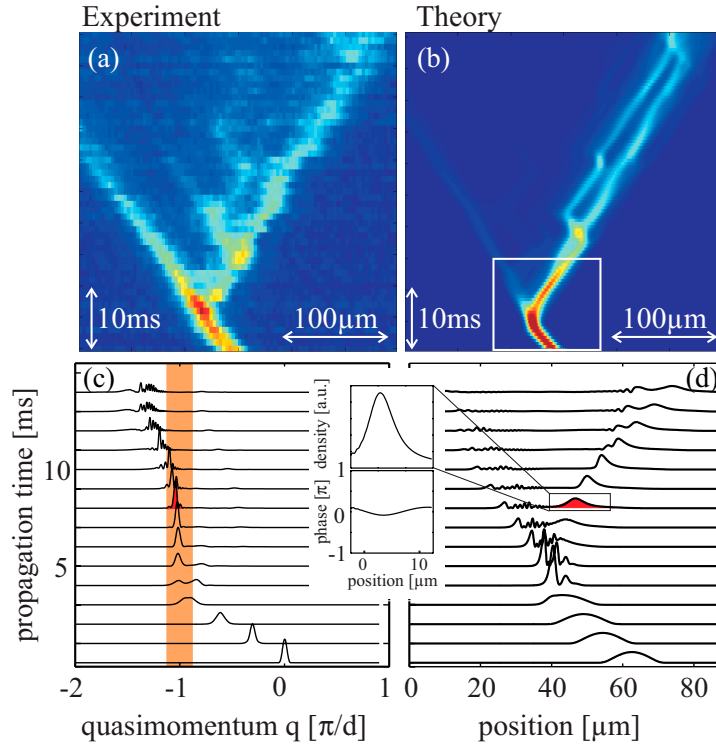 Experiment Theory
(a) (b)
10ms 100µm 10ms 100µm
(c) (d)
propagation time [ms]
10
5
-2 -1 0 1
quasimomentum q [π/d]
density [a.u.]
phase [π]
1
0
-1
0 10
position [µm]
0 20 40 60 80
position [µm]